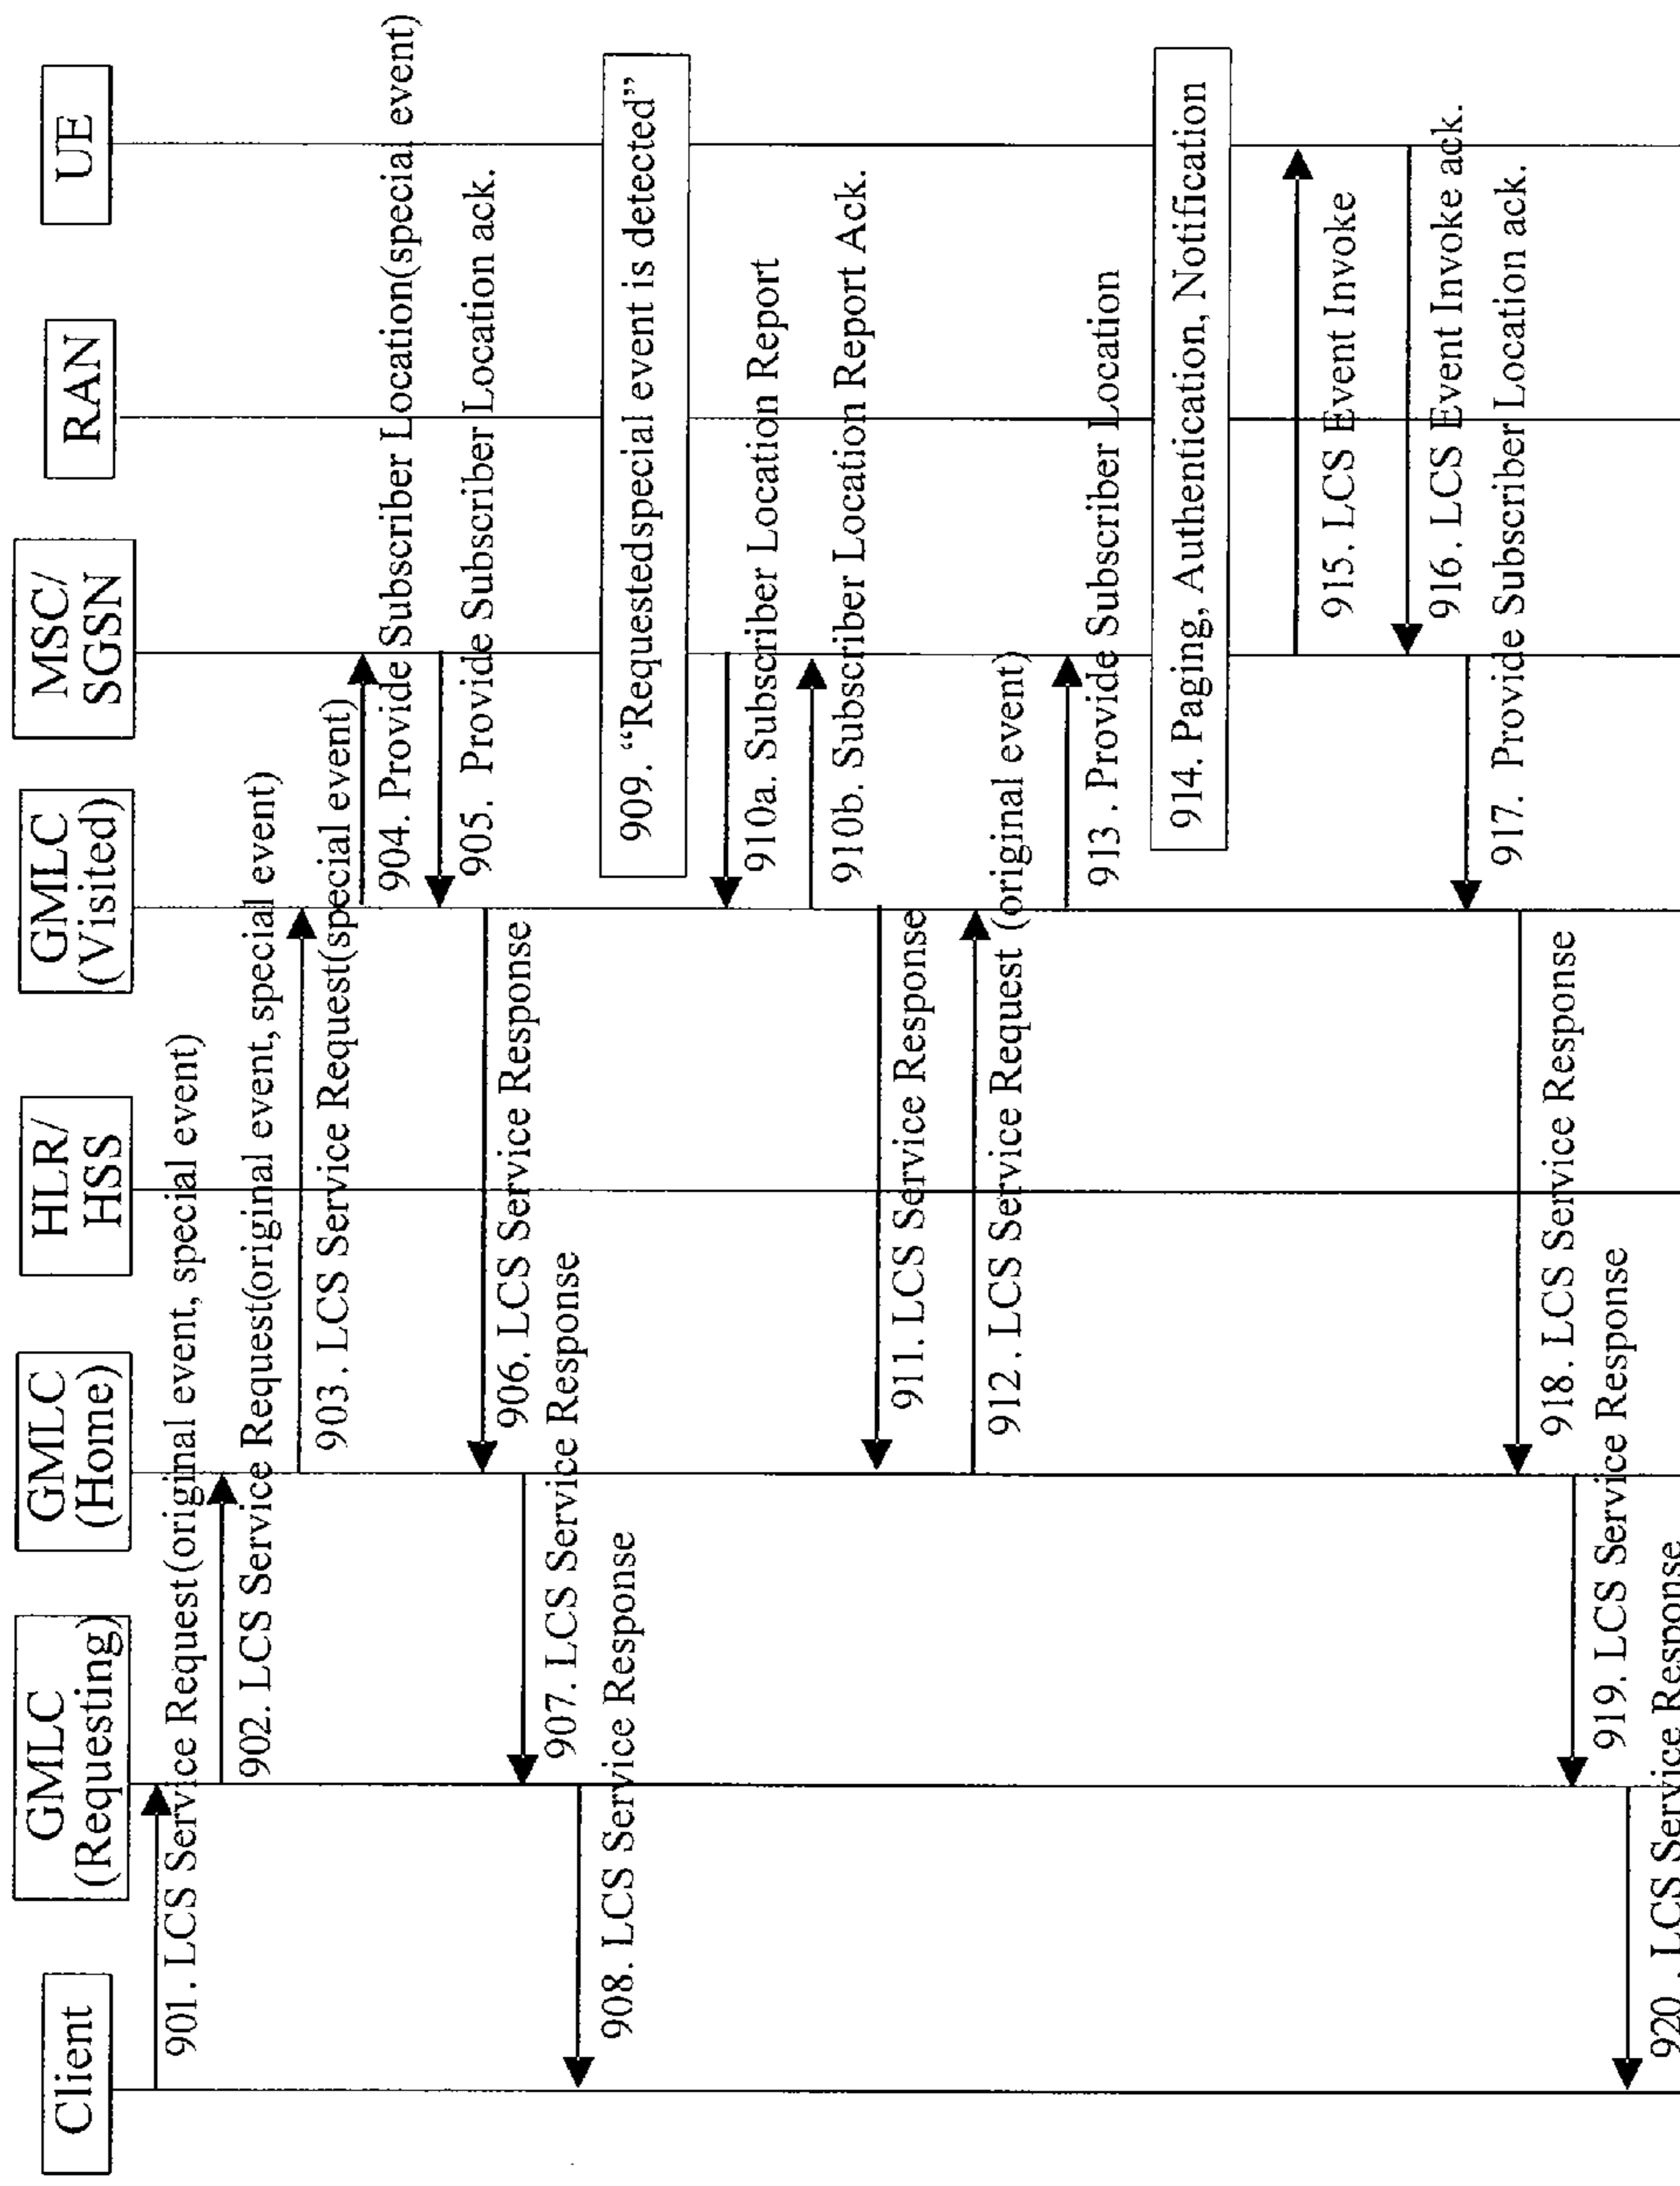 Client
GMLC
(Requesting)
GMLC
(Home)
HLR/
HSS
GMLC
(Visited)
MSC/
SGSN
RAN
UE
901. LCS Service Request(original event, special event)
902. LCS Service Request(original event, special event)
903. LCS Service Request(special event)
904. Provide Subscriber Location(special event)
905. Provide Subscriber Location ack.
906. LCS Service Response
907. LCS Service Response
908. LCS Service Response
909. “Requestedspecial event is detected”
910a. Subscriber Location Report
910b. Subscriber Location Report Ack.
911. LCS Service Response
912. LCS Service Request (original event)
913. Provide Subscriber Location
914. Paging, Authentication, Notification
915. LCS Event Invoke
916. LCS Event Invoke ack.
917. Provide Subscriber Location ack.
918. LCS Service Response
919. LCS Service Response
920. LCS Service Response